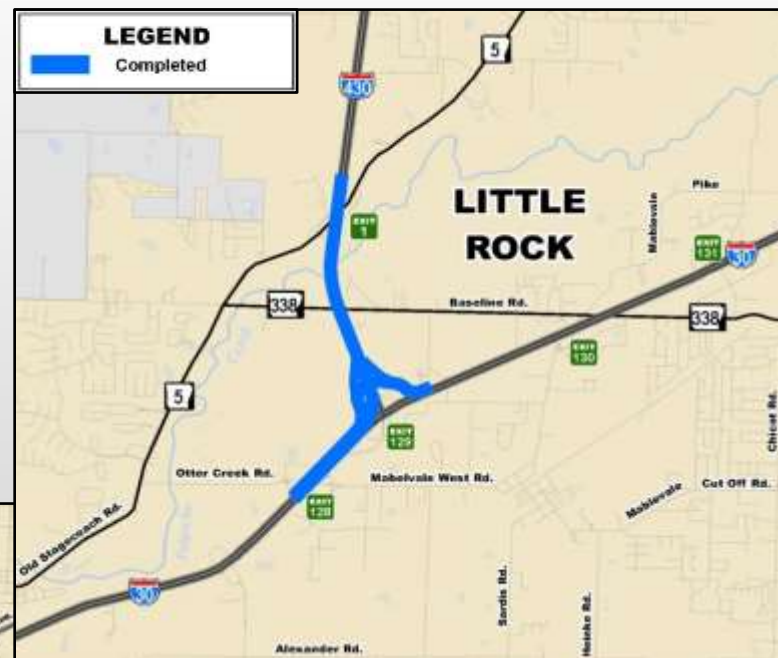 LEGEND
Completed
430
5
LITTLE
ROCK
Pike
Mablevale
EXIT
1
EXIT
131
30
338
Baseline Rd.
338
EXIT
130
5
EXIT
129
Chicot Rd.
Otter Creek Rd.
Mabelvale West Rd.
Mablevale
Cut Off Rd.
EXIT
128
Old Stagecoach Rd.
30
Sardis Rd.
Heinke Rd.
Alexander Rd.